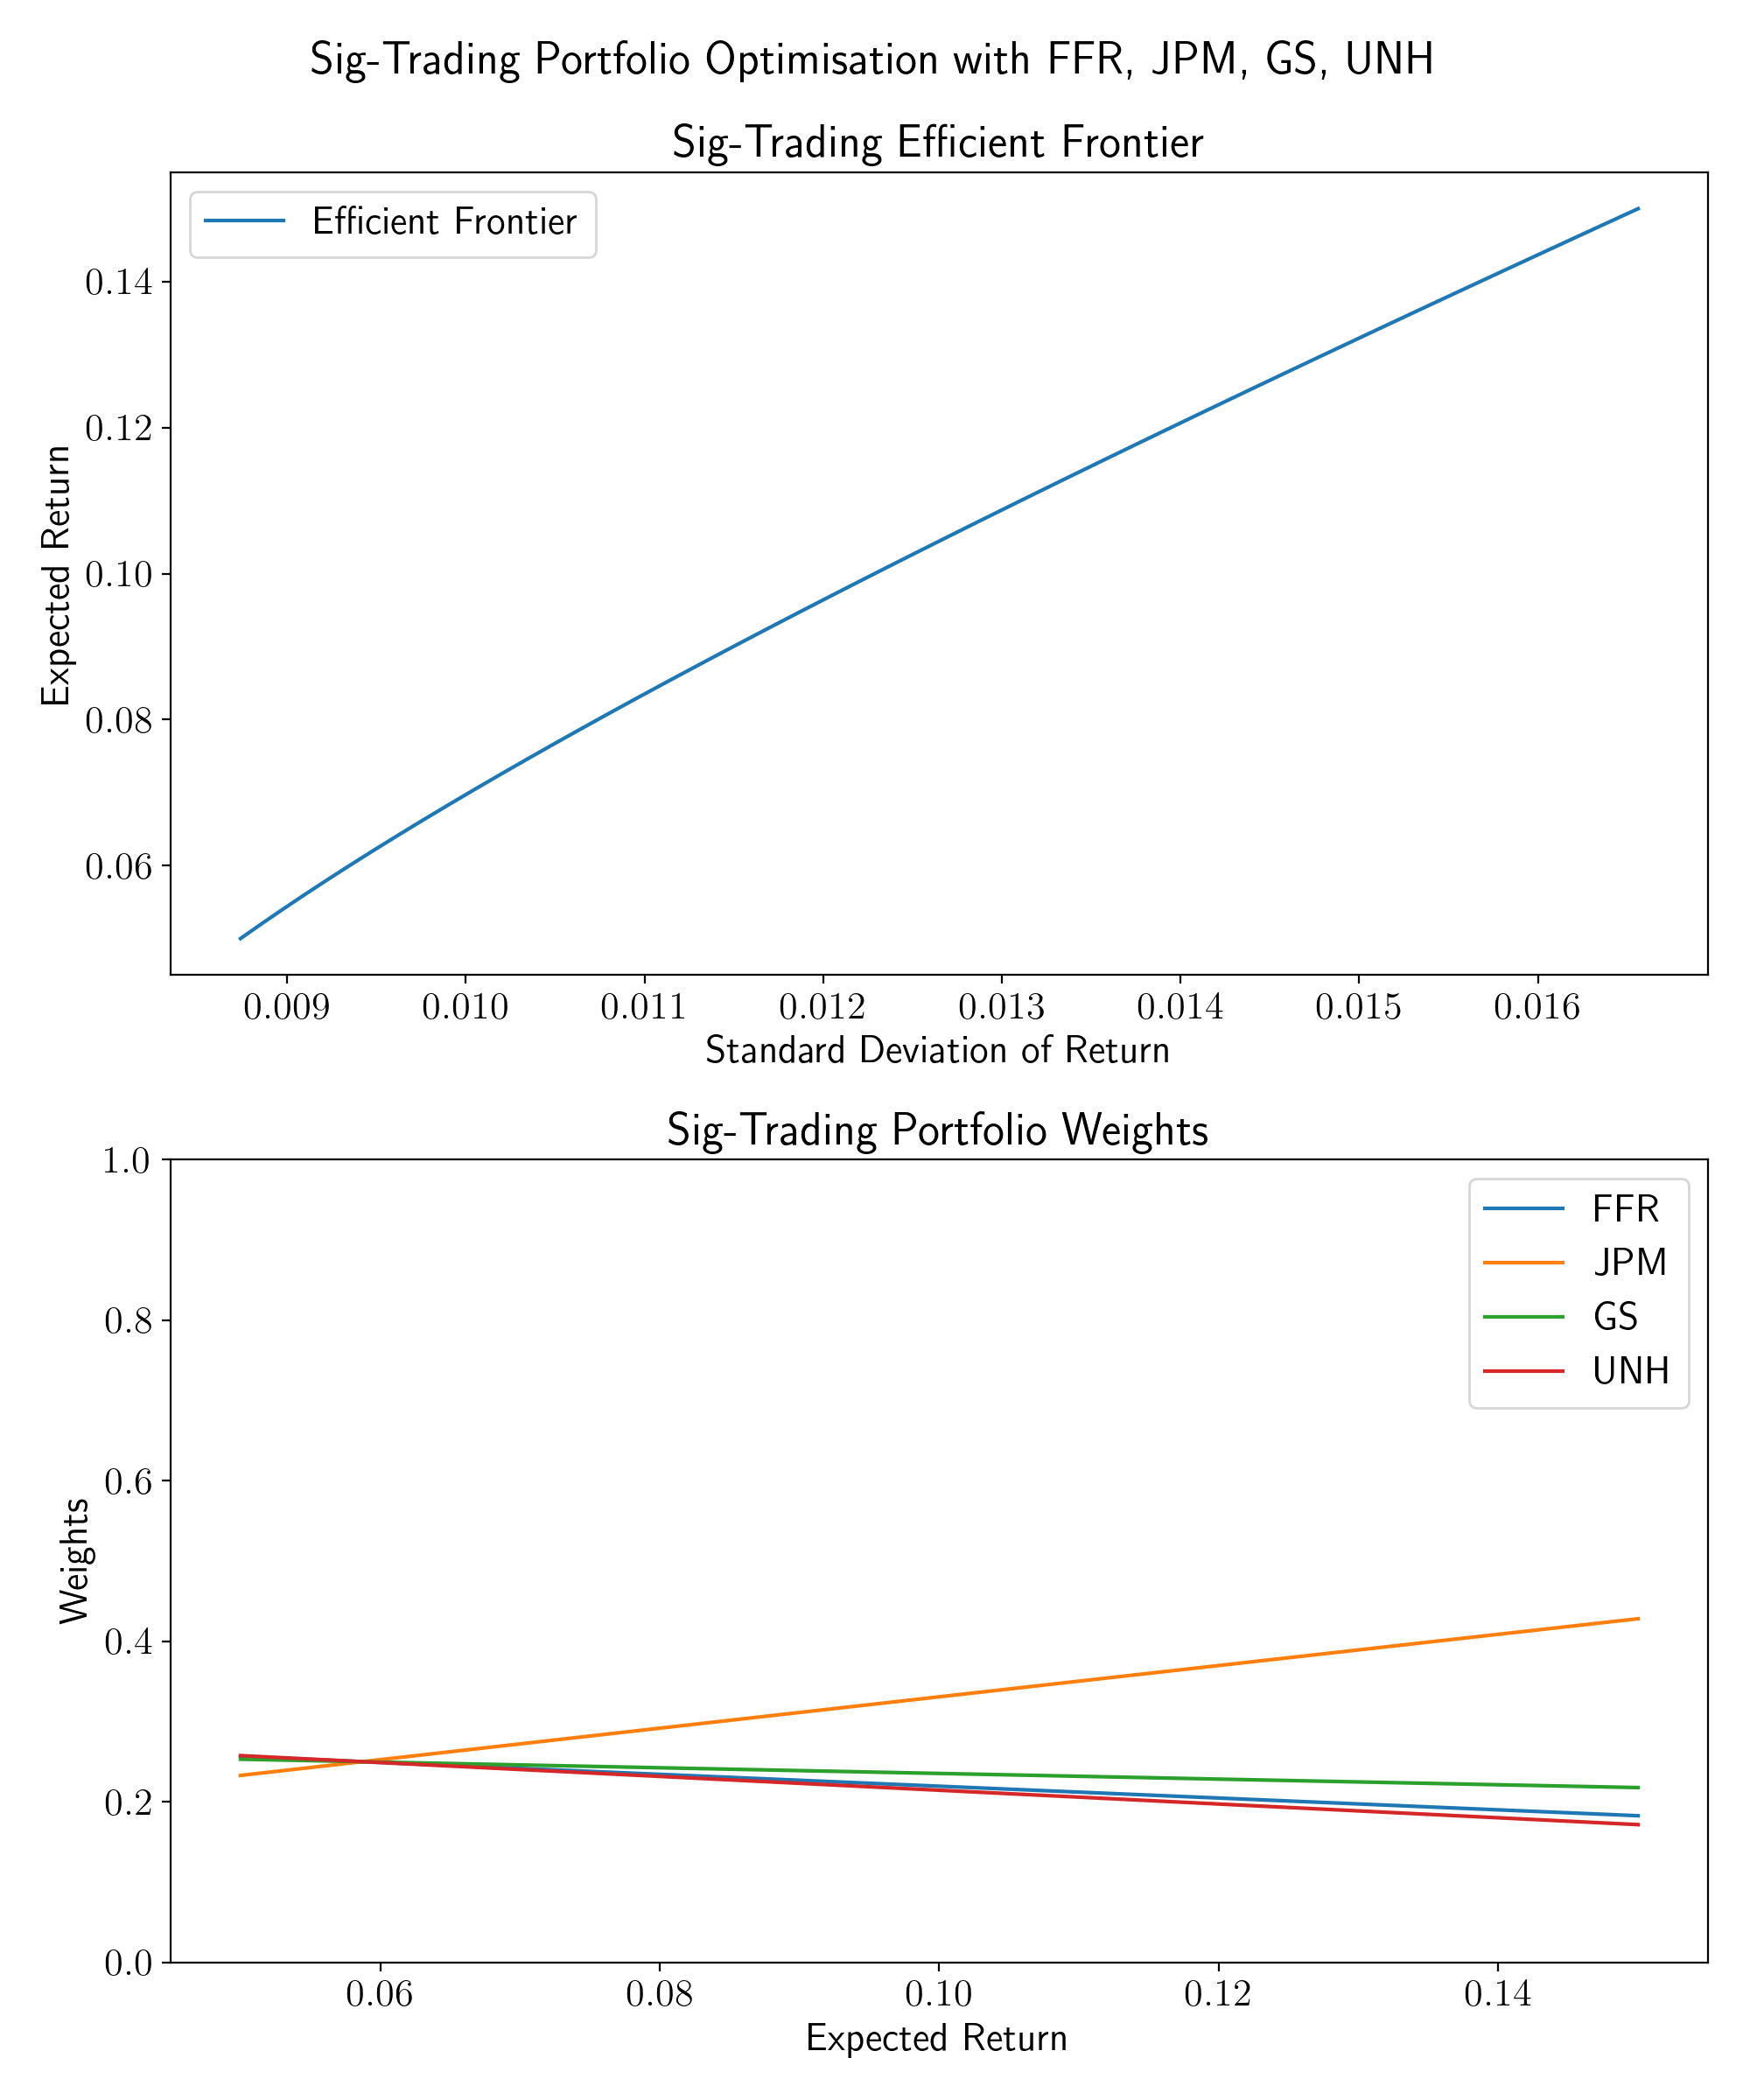 Sig-Trading Portfolio Optimisation with FFR, JPM, GS, UNH
Sig-Trading Efficient Frontier
Efficient Frontier
0.14
0.12
0.10
0.08
0.06
Expected Return
0.009 0.010 0.011 0.012 0.013 0.014 0.015 0.016
Standard Deviation of Return
Sig-Trading Portfolio Weights
FFR
JPM
GS
UNH
1.0
0.8
0.6
0.4
0.2
0.0
Weights
0.06 0.08 0.10 0.12 0.14
Expected Return